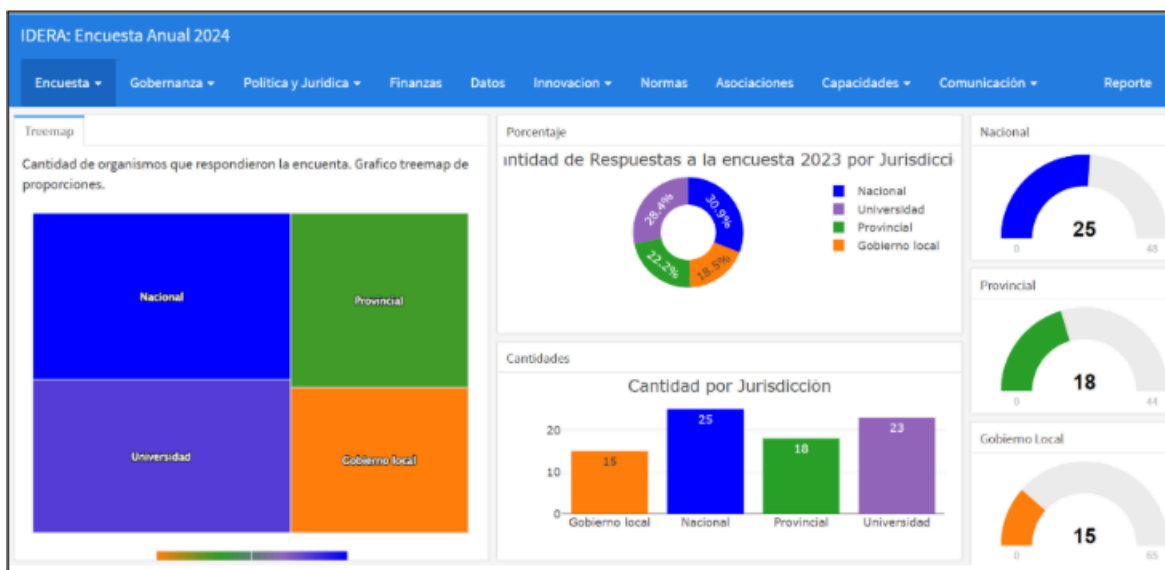 IDERA: Encuesta Anual 2024
Encuesta Gobernanza Política y Jurídica Finanzas Datos Innovacion Normas Asociaciones Capacidades Comunicación Reporte
Treemap
Cantidad de organismos que respondieron la encuenta. Grafico treemap de
proporciones.
Nacional
Provincial
Universidad
Gobierno local
Porcentaje
ntidad de Respuestas a la encuesta 2023 por Jurisdicci
28.4%
30.9%
22.2%
18.5%
Nacional
Universidad
Provincial
Gobierno local
Cantidades
Cantidad por Jurisdicción
20
10
0
15
25
18
23
Gobierno local Nacional Provincial Universidad
Nacional
25
0 48
Provincial
18
0 44
Gobierno Local
15
0 65